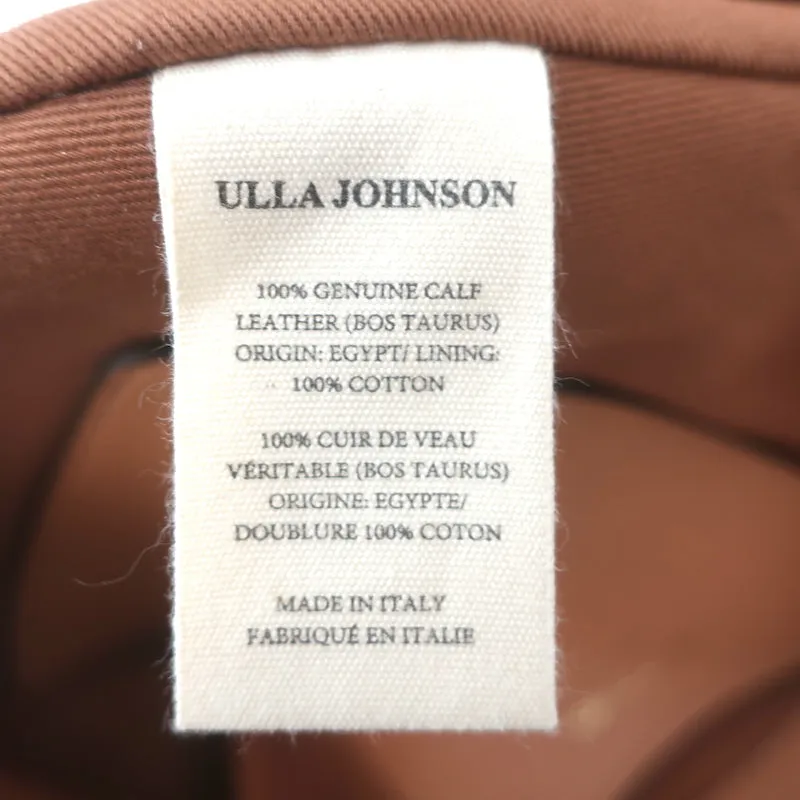 ULLA JOHNSON
100% GENUINE CALF
LEATHER (BOS TAURUS)
ORIGIN: EGYPT/ LINING:
100% COTTON
100% CUIR DE VEAU
VÉRITABLE (BOS TAURUS)
ORIGINE: EGYPTE/
DOUBLURE 100% COTON
MADE IN ITALY
FABRIQUÉ EN ITALIE